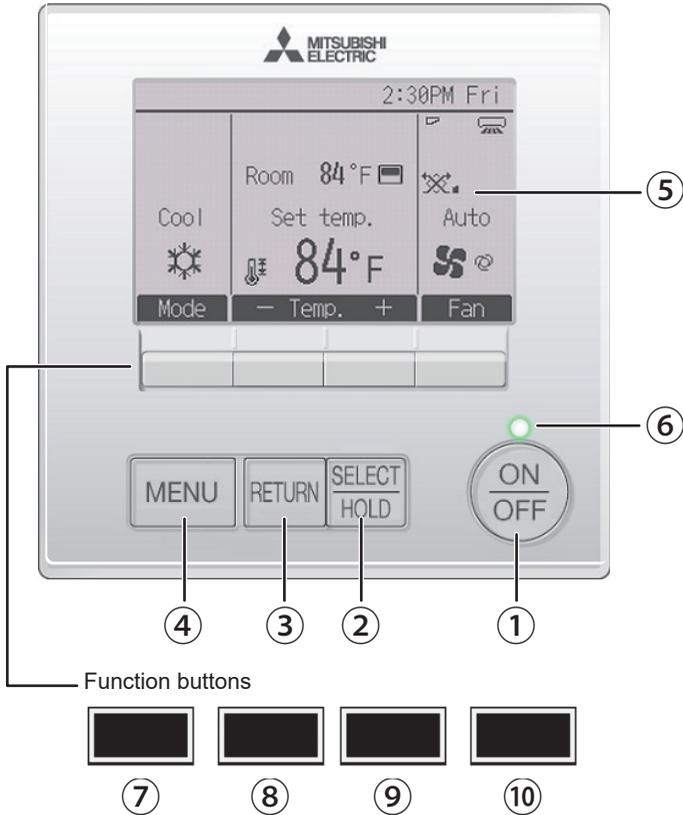 MITSUBISHI
ELECTRIC
2:30PM Fri
Room 84°F
Cool
Set temp.
Auto
84°F
Mode
− Temp. +
Fan
⑤
⑥
MENU
RETURN
SELECT
HOLD
ON
OFF
④
③
②
①
Function buttons
⑦
⑧
⑨
⑩